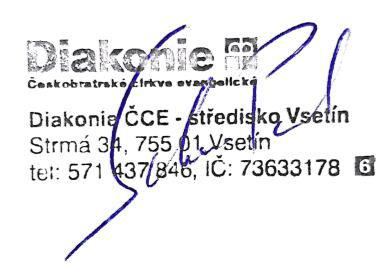 Diakonie
Českobratrské církve evangelické
Diakonie ČCE - středisko Vsetín
Strmá 34, 755 01 Vsetín
tel: 571 437 846, IČ: 73633178 6